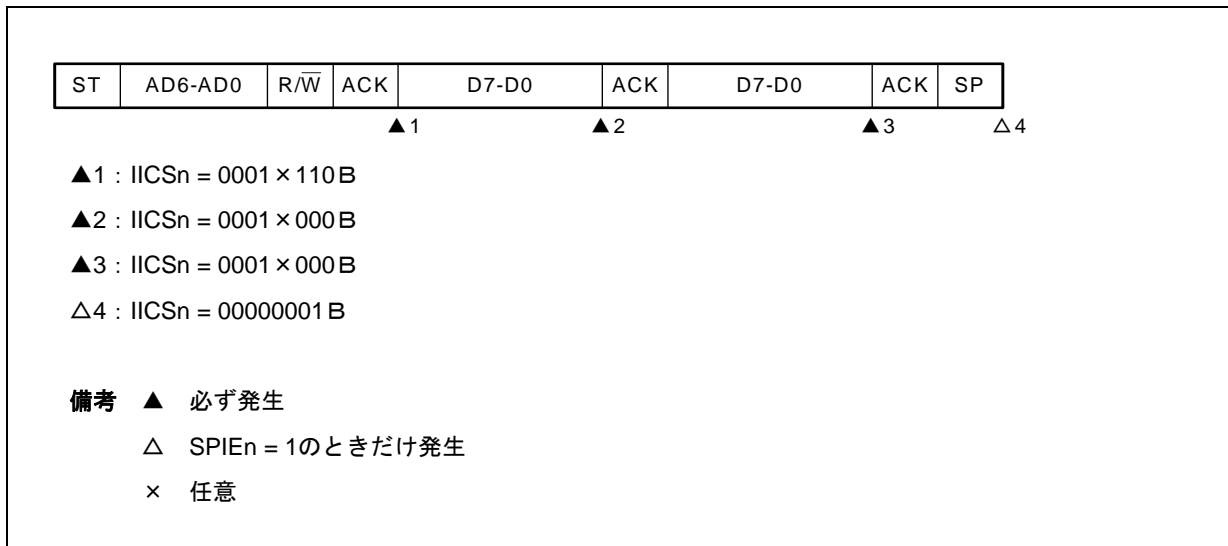 ST AD6-AD0 R/W̅ ACK D7-D0 ACK D7-D0 ACK SP
▲1 ▲2 ▲3 △4
▲1：IICSn = 0001×110B
▲2：IICSn = 0001×000B
▲3：IICSn = 0001×000B
△4：IICSn = 00000001B
備考 ▲ 必ず発生
△ SPIEn = 1のときだけ発生
× 任意